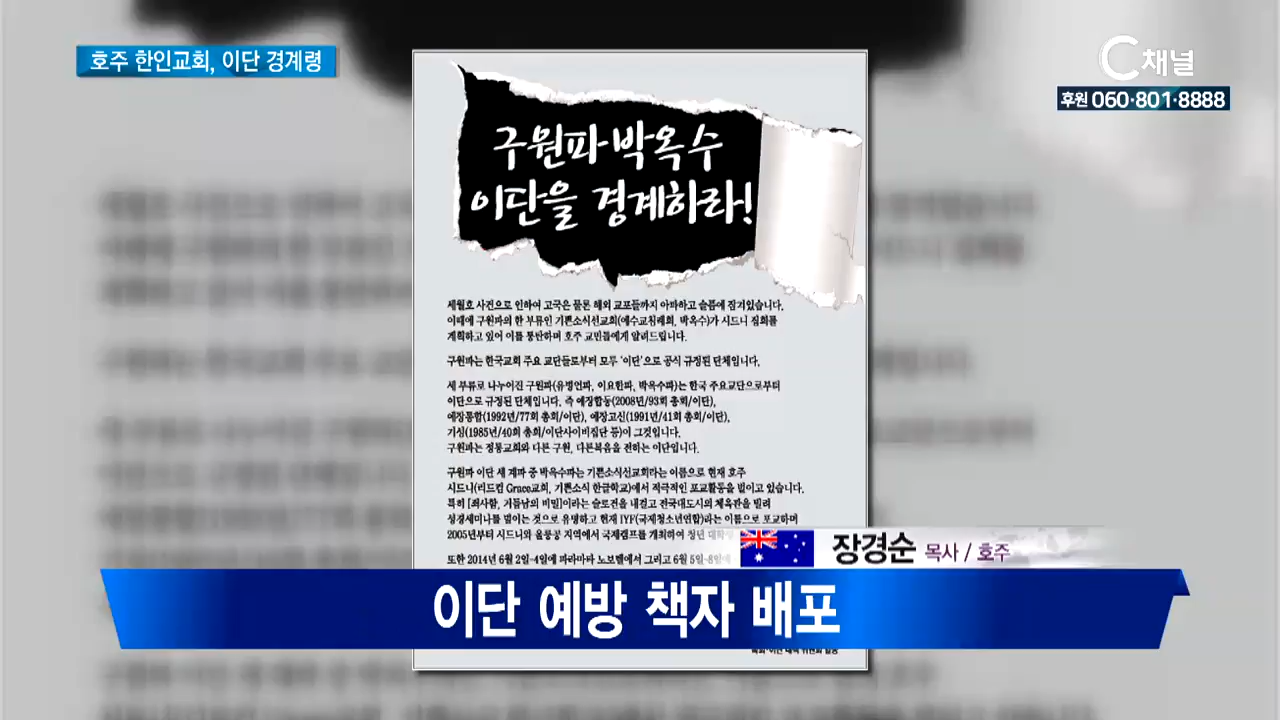 호주 한인교회, 이단 경계령
C채널
후원 060·801·8888
구원파 박옥수
이단을 경계하라!
세월호 사건으로 인하여 고국은 물론 해외 교포들까지 아파하고 슬픔에 잠겨있습니다.
이때에 구원파의 한 부류인 기쁜소식선교회(예수교침례회, 박옥수)가 시드니 집회를
계획하고 있어 이를 통탄하며 호주 교민들에게 알려드립니다.
구원파는 한국교회 주요 교단들로부터 모두 '이단'으로 공식 규정된 단체입니다.
세 부류로 나누이진 구원파(유병언파, 이요한파, 박옥수파)는 한국 주요교단으로부터
이단으로 규정된 단체입니다. 즉 예장합동(2008년/93회 총회/이단),
예장통합(1992년/77회 총회/이단), 예장고신(1991년/41회 총회/이단),
기성(1985년/40회 총회/이단사이비집단 등)이 그것입니다.
구원파는 정통교회와 다른 구원, 다른복음을 전하는 이단입니다.
구원파 이단 세 계파 중 박옥수파는 기쁜소식선교회라는 이름으로 현재 호주
시드니(리드컴 Grace교회, 기쁜소식 한글학교)에서 적극적인 포교활동을 벌이고 있습니다.
특히 [죄사함, 거듭남의 비밀]이라는 슬로건을 내걸고 전국대도시의 체육관을 빌려
성경세미나를 벌이는 것으로 유명하고 현재 IYF(국제청소년연합)라는 이름으로 포교하며
2005년부터 시드니와 울릉공 지역에서 국제캠프를 개최하여 청년 대학
또한 2014년 6월 2일-4일에 파라마타 노보텔에서 그리고 6월 5일-8일에
장경순 목사 / 호주
이단 예방 책자 배포